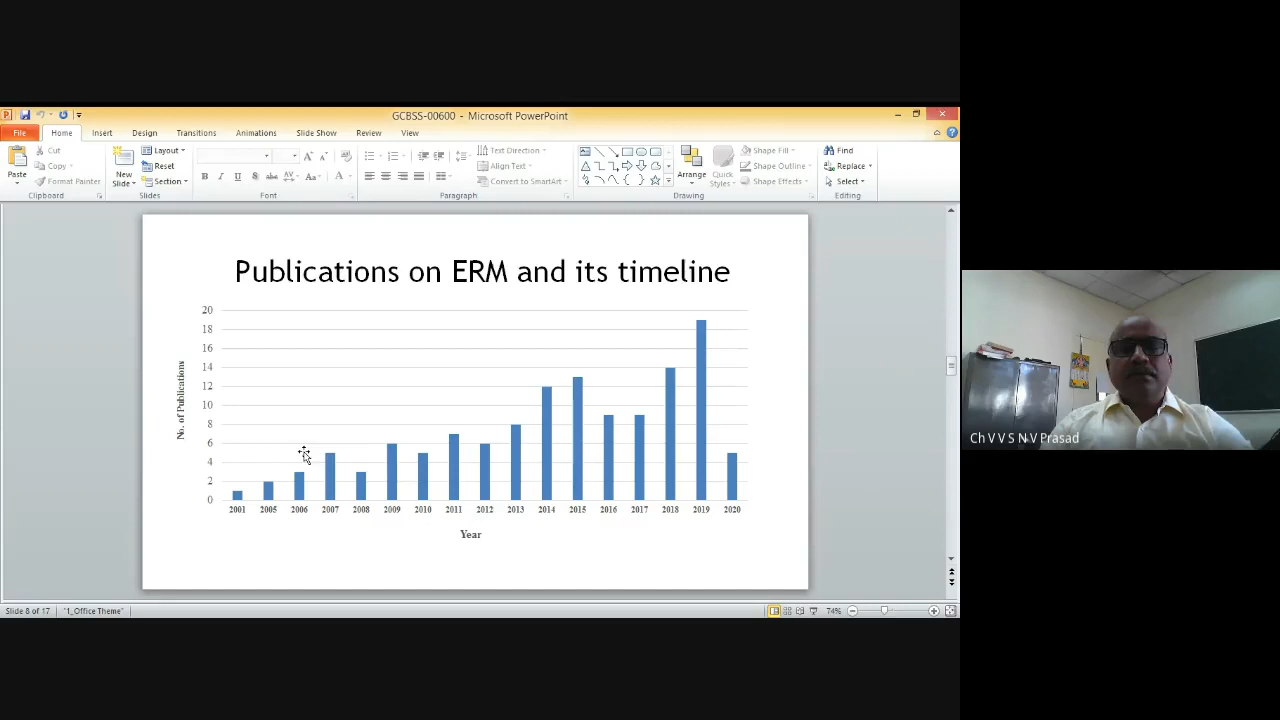 GCBSS-00600 - Microsoft PowerPoint
File Home Insert Design Transitions Animations Slide Show Review View
Paste
Cut
Copy
Format Painter
Clipboard
New Slide
Layout
Reset
Section
Slides
B I U S abc AV Aa A
Font
Paragraph
Text Direction
Align Text
Convert to SmartArt
Arrange
Quick Styles
Shape Fill
Shape Outline
Shape Effects
Drawing
Find
Replace
Select
Editing
Publications on ERM and its timeline
No. of Publications
20
18
16
14
12
10
8
6
4
2
0
2001 2005 2006 2007 2008 2009 2010 2011 2012 2013 2014 2015 2016 2017 2018 2019 2020
Year
Slide 8 of 17 "1_Office Theme" 74%
Ch V V S N V Prasad